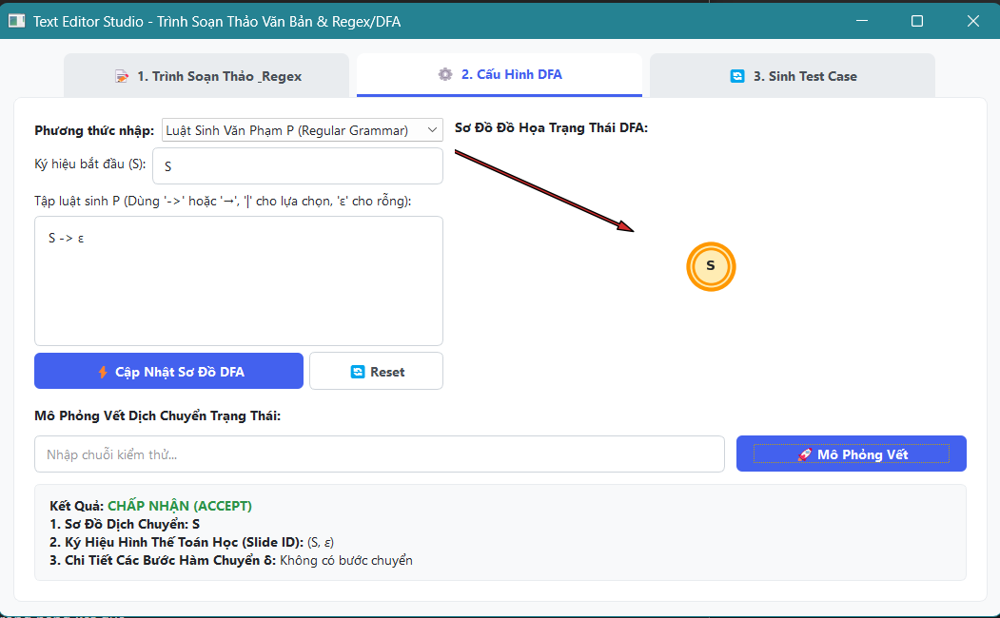 Text Editor Studio - Trình Soạn Thảo Văn Bản & Regex/DFA
1. Trình Soạn Thảo _Regex
2. Cấu Hình DFA
3. Sinh Test Case
Phương thức nhập: Luật Sinh Văn Phạm P (Regular Grammar)
Sơ Đồ Đồ Họa Trạng Thái DFA:
Ký hiệu bắt đầu (S): S
Tập luật sinh P (Dùng '->' hoặc '→', '|' cho lựa chọn, 'ε' cho rỗng):
S -> ε
S
Cập Nhật Sơ Đồ DFA
Reset
Mô Phỏng Vết Dịch Chuyển Trạng Thái:
Nhập chuỗi kiểm thử...
Mô Phỏng Vết
Kết Quả: CHẤP NHẬN (ACCEPT)
1. Sơ Đồ Dịch Chuyển: S
2. Ký Hiệu Hình Thế Toán Học (Slide ID): (S, ε)
3. Chi Tiết Các Bước Hàm Chuyển δ: Không có bước chuyển